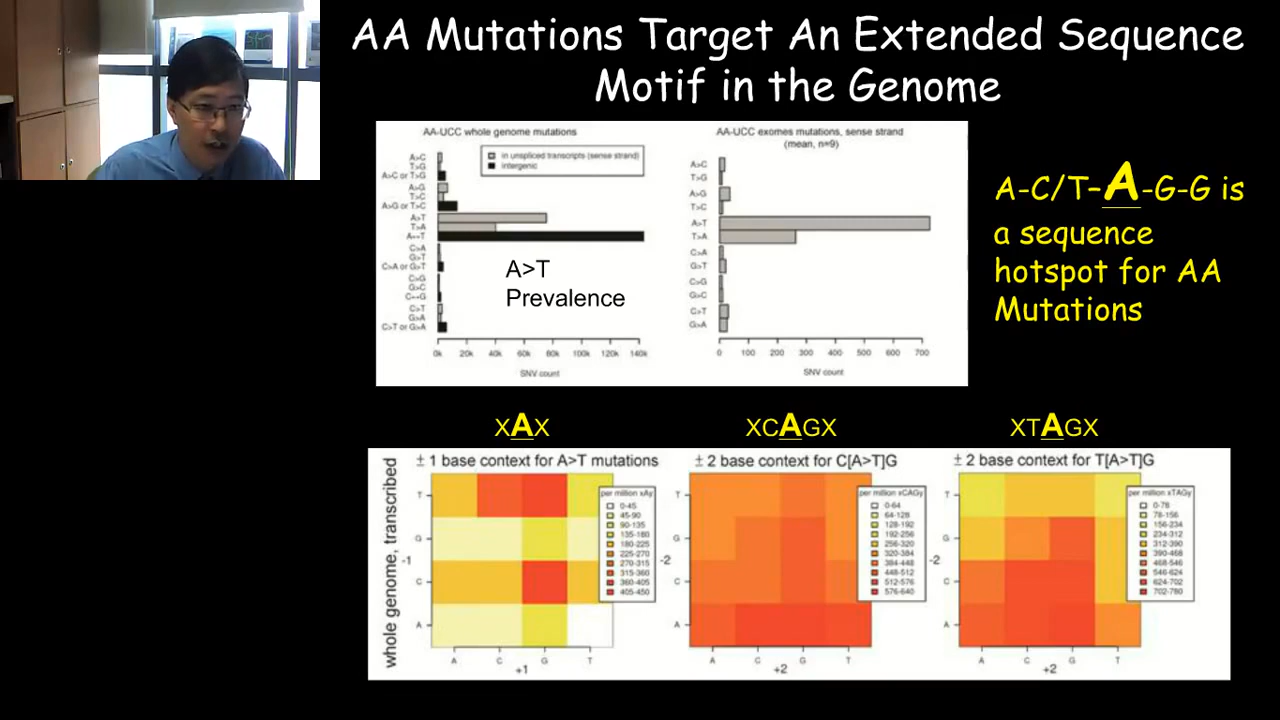 AA Mutations Target An Extended Sequence
Motif in the Genome
AA-UCC whole genome mutations
in unspliced transcripts (sense strand)
intergenic
A>C
T>G
A>C or T>G
A>G
T>C
A>G or T>C
A>T
T>A
A↔T
C>A
G>T
C>A or G>T
C>G
G>C
C↔G
C>T
G>A
C>T or G>A
0k 20k 40k 60k 80k 100k 120k 140k
SNV count
A>T
Prevalence
AA-UCC exomes mutations, sense strand
(mean, n=9)
A>C
T>G
A>G
T>C
A>T
T>A
C>A
G>T
C>G
G>C
C>T
G>A
0 100 200 300 400 500 600 700
SNV count
A-C/T-A-G-G is
a sequence
hotspot for AA
Mutations
XAX
XCAGX
XTAGX
whole genome, transcribed
± 1 base context for A>T mutations
T
G
-1
C
A
A C G T
+1
per million xAy
0-45
45-90
90-135
135-180
180-225
225-270
270-315
315-360
360-405
405-450
± 2 base context for C[A>T]G
T
G
-2
C
A
A C G T
+2
per million xCAGy
0-64
64-128
128-192
192-256
256-320
320-384
384-448
448-512
512-576
576-640
± 2 base context for T[A>T]G
T
G
-2
C
A
A C G T
+2
per million xTAGy
0-78
78-156
156-234
234-312
312-390
390-468
468-546
546-624
624-702
702-780